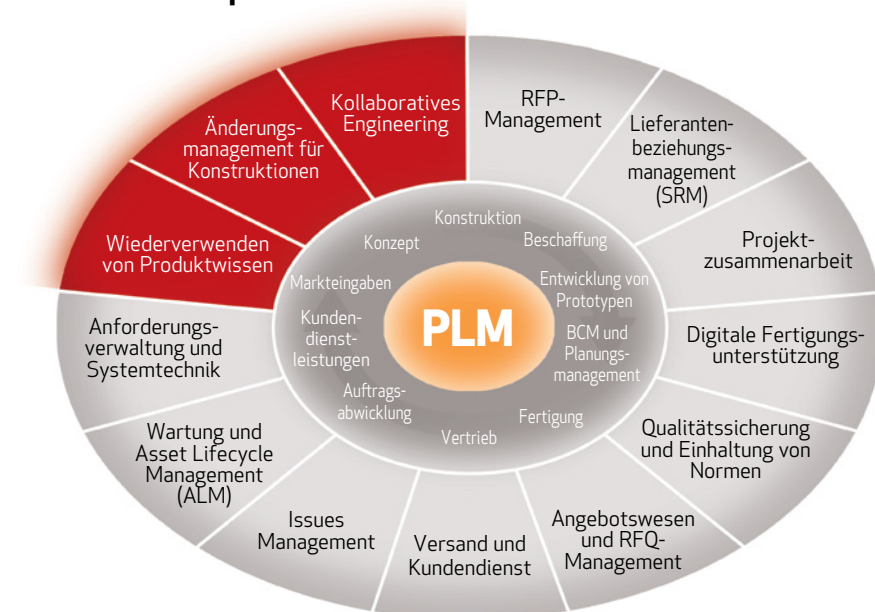 Kollaboratives
Engineering
RFP-
Management
Lieferanten-
beziehungs-
management
(SRM)
Projekt-
zusammenarbeit
Digitale Fertigungs-
unterstützung
Qualitätssicherung
und Einhaltung von
Normen
Angebotswesen
und RFQ-
Management
Versand und
Kundendienst
Issues
Management
Wartung und
Asset Lifecycle
Management
(ALM)
Anforderungs-
verwaltung und
Systemtechnik
Wiederverwenden
von Produktwissen
Änderungs-
management für
Konstruktionen
Konstruktion
Beschaffung
Entwicklung von
Prototypen
BCM und
Planungs-
management
Fertigung
Vertrieb
Auftrags-
abwicklung
Kunden-
dienst-
leistungen
Markteingaben
Konzept
PLM